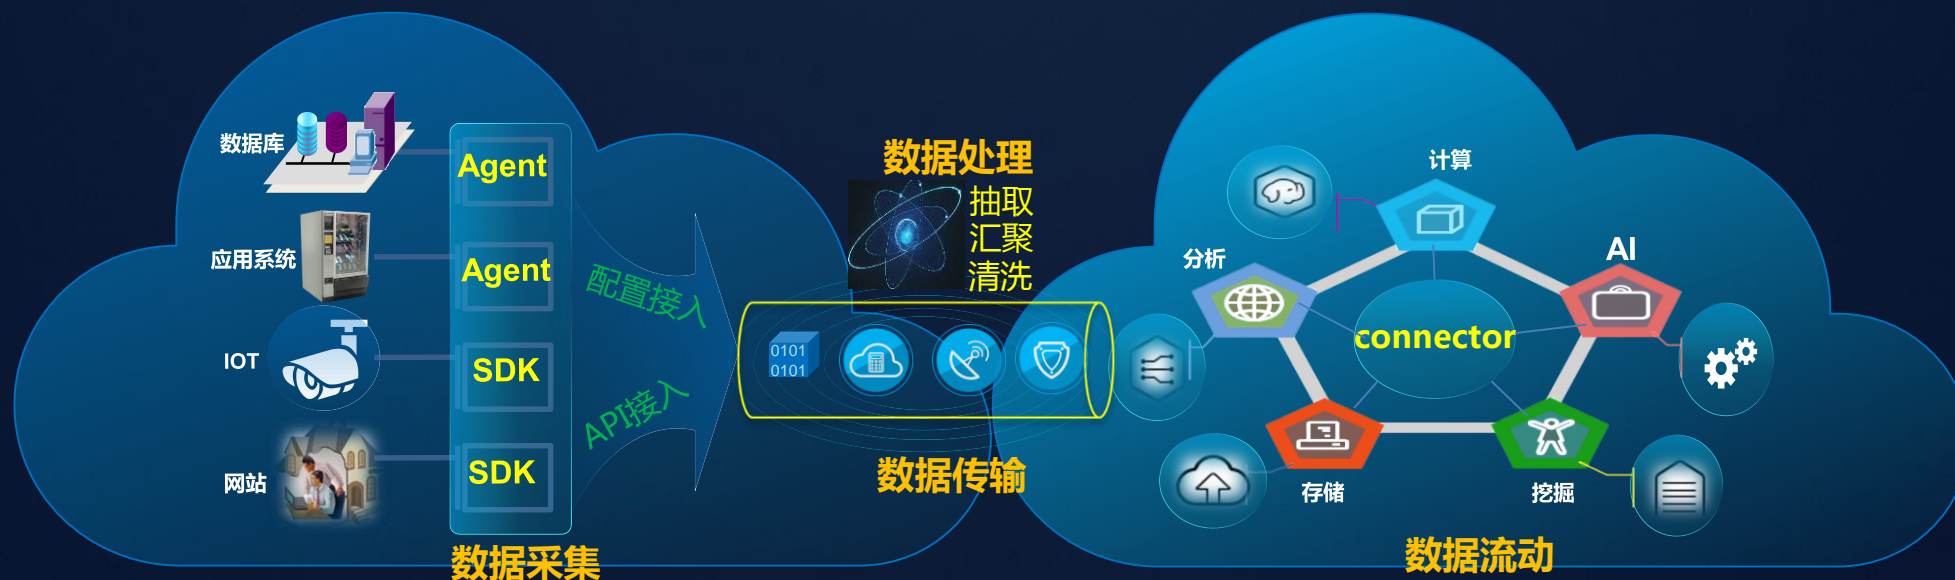 数据库
Agent
应用系统
Agent
IOT
SDK
网站
SDK
数据采集
配置接入
API接入
数据处理
抽取
汇聚
清洗
0101
0101
数据传输
计算
分析
AI
connector
存储
挖掘
数据流动